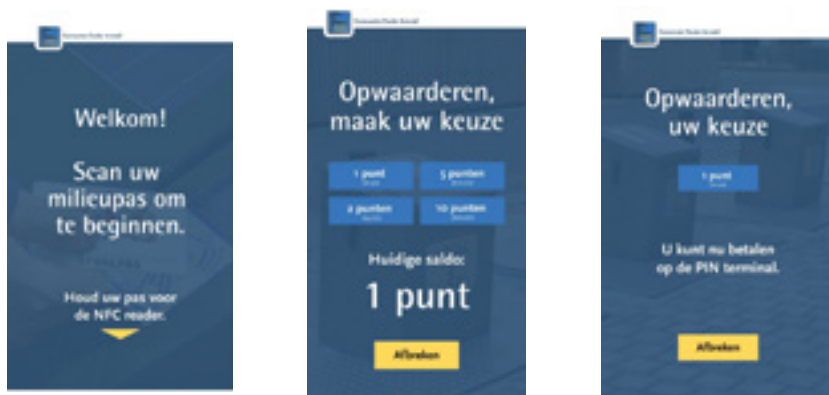 Welkom!
Scan uw
milieupas om
te beginnen.
Houd uw pas voor
de NFC reader.
Opwaarderen,
maak uw keuze
1 punt
5 punten
2 punten
10 punten
Huidige saldo:
1 punt
Afbreken
Opwaarderen,
uw keuze
1 punt
U kunt nu betalen
op de PIN terminal.
Afbreken